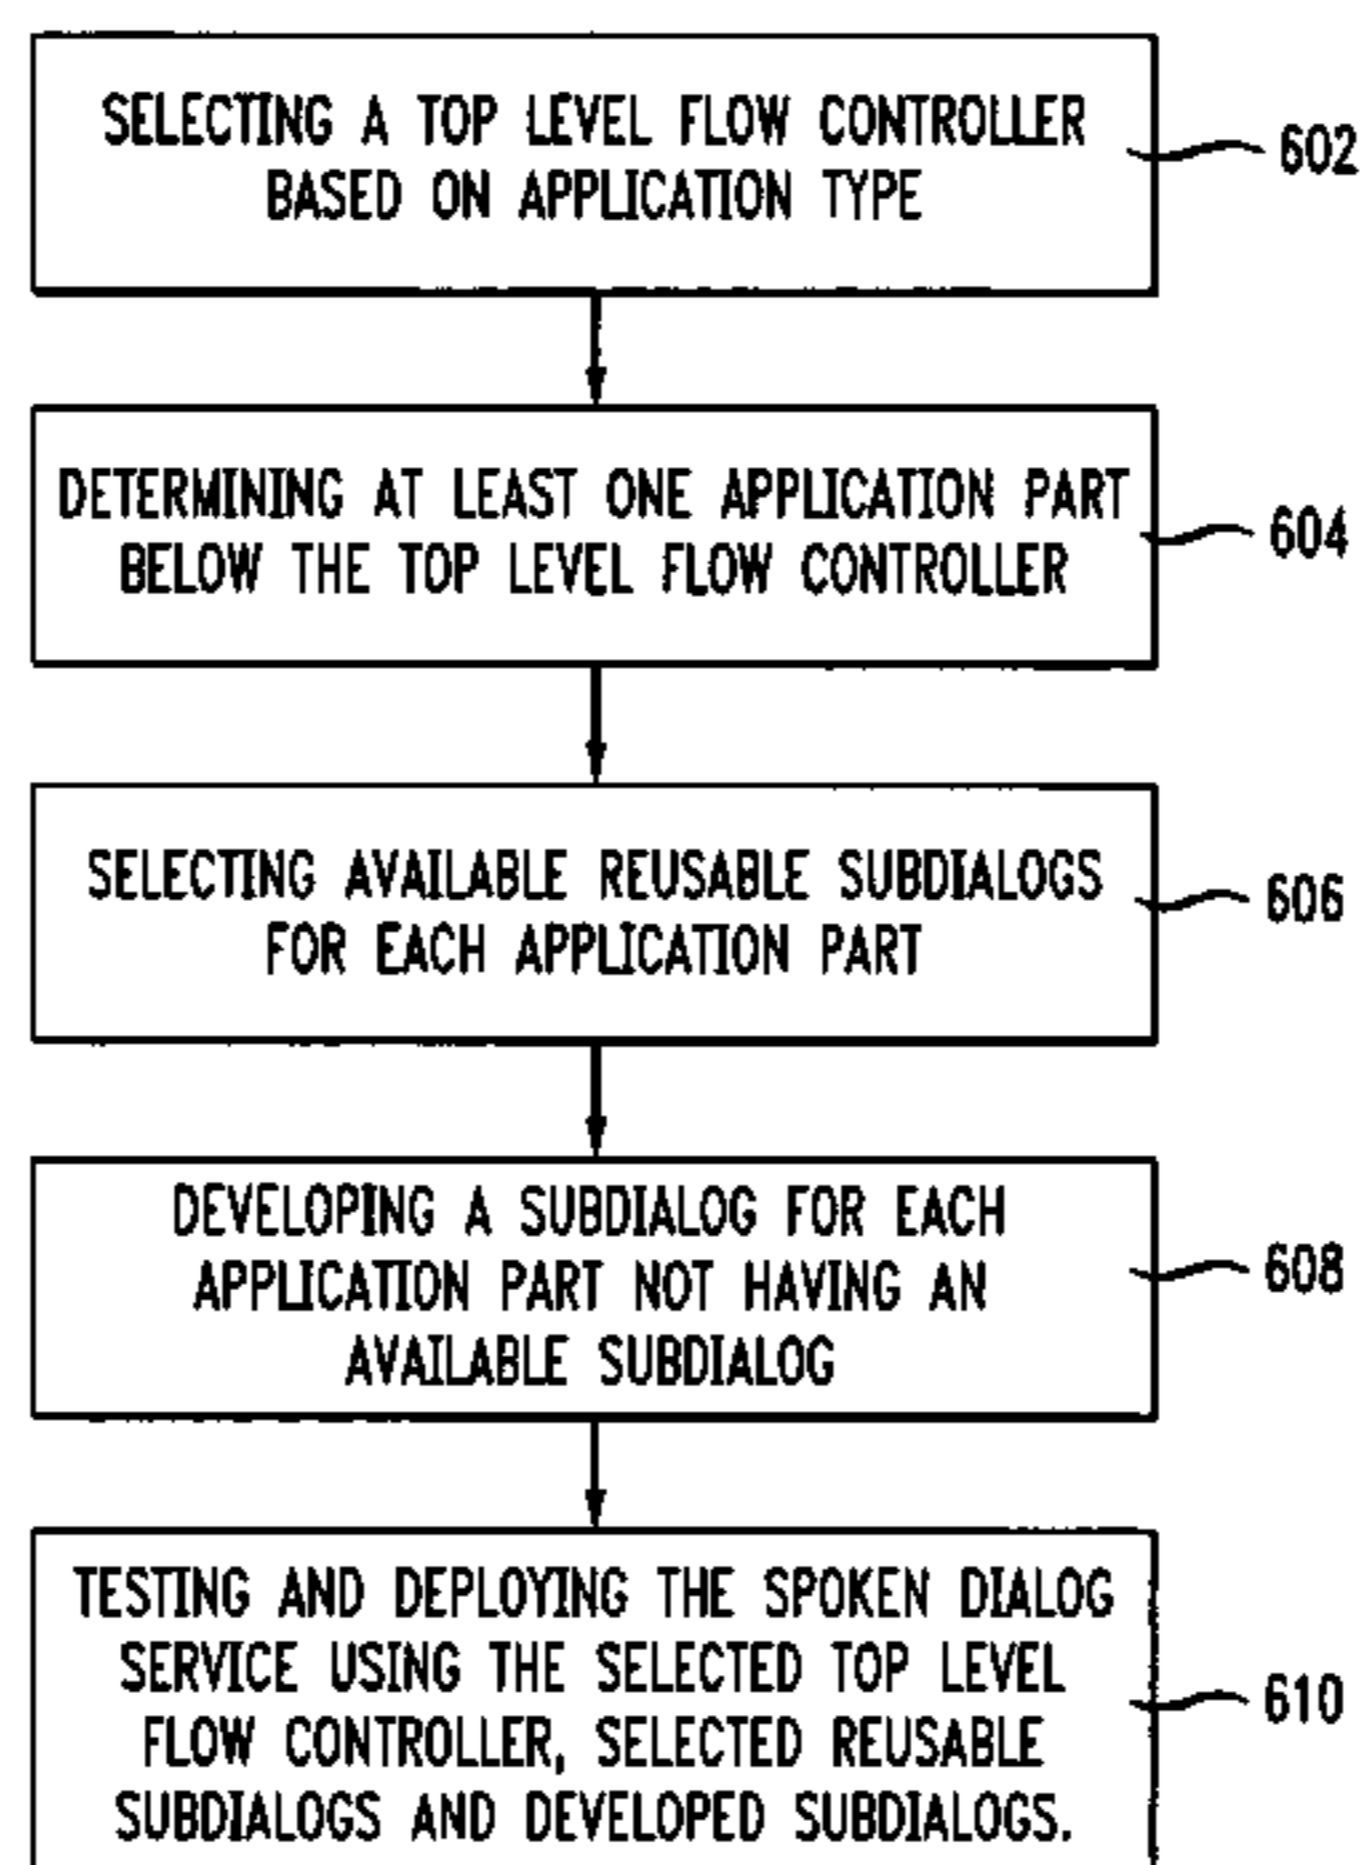 SELECTING A TOP LEVEL FLOW CONTROLLER
BASED ON APPLICATION TYPE
602
DETERMINING AT LEAST ONE APPLICATION PART
BELOW THE TOP LEVEL FLOW CONTROLLER
604
SELECTING AVAILABLE REUSABLE SUBDIALOGS
FOR EACH APPLICATION PART
606
DEVELOPING A SUBDIALOG FOR EACH
APPLICATION PART NOT HAVING AN
AVAILABLE SUBDIALOG
608
TESTING AND DEPLOYING THE SPOKEN DIALOG
SERVICE USING THE SELECTED TOP LEVEL
FLOW CONTROLLER, SELECTED REUSABLE
SUBDIALOGS AND DEVELOPED SUBDIALOGS.
610